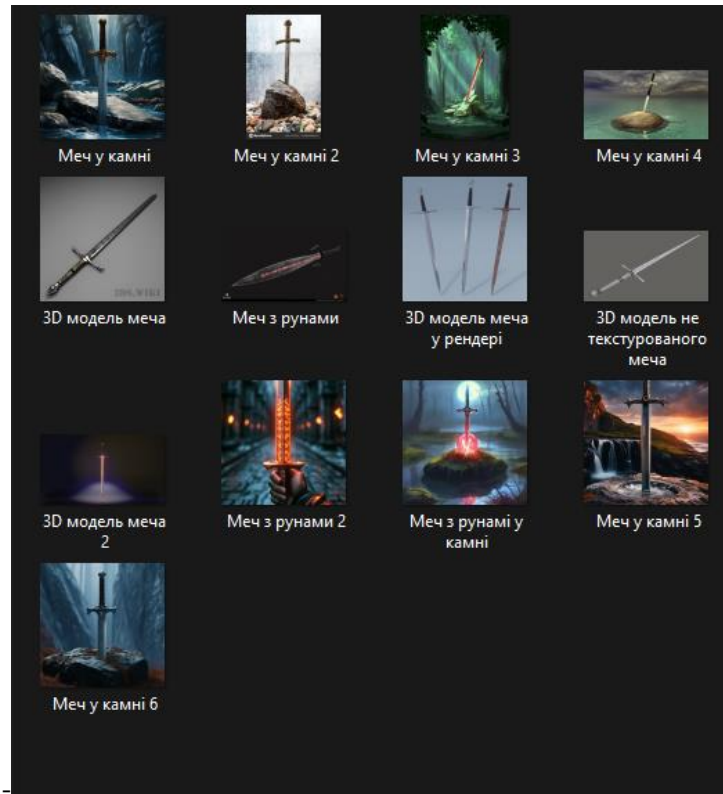 Меч у камні
Меч у камні 2
Меч у камні 3
Меч у камні 4
3D модель меча
Меч з рунами
3D модель меча
у рендері
3D модель не
текстурованого
меча
3D модель меча
2
Меч з рунами 2
Меч з рунамі у
камні
Меч у камні 5
Меч у камні 6
-